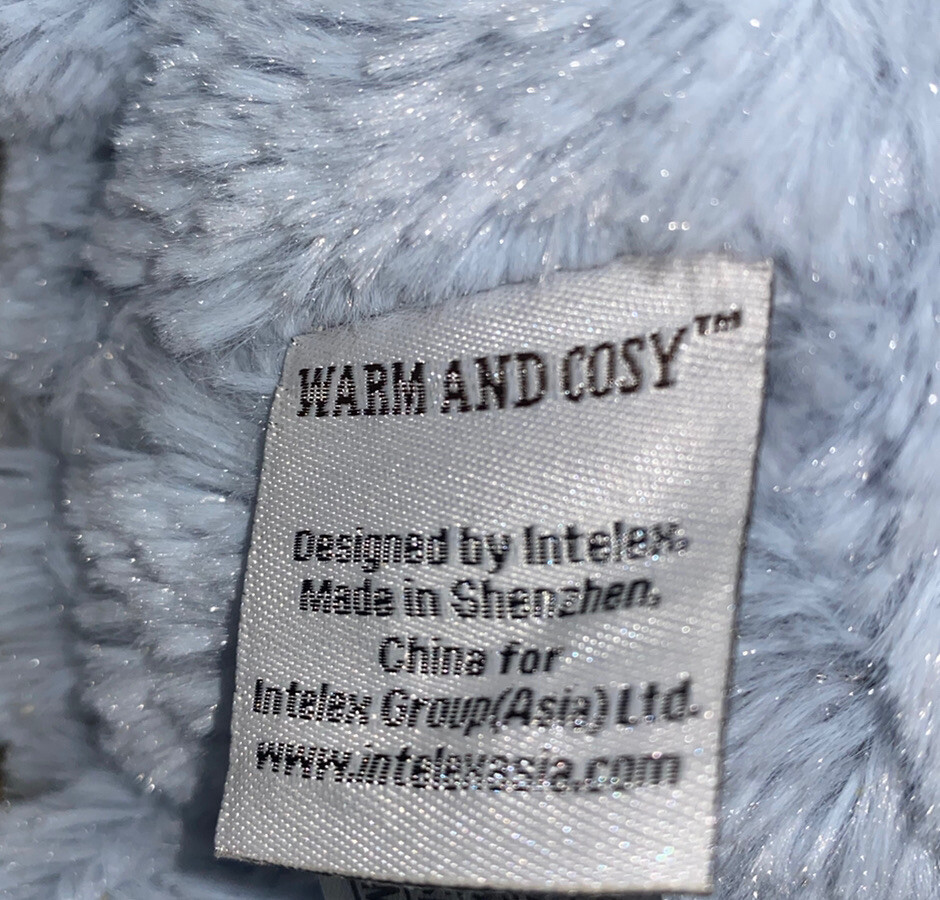 WARM AND COSY™
Designed by Intelex.
Made in Shenzhen,
China for
Intelex Group(Asia)Ltd.
www.intelexasia.com